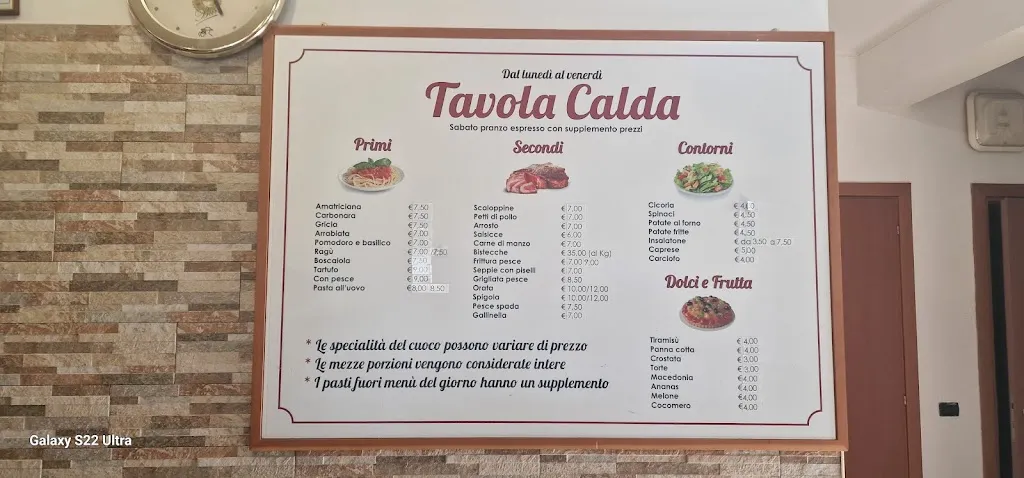 Dal lunedì al venerdì
Tavola Calda
Sabato pranzo espresso con supplemento prezzi
Primi
Amatriciana €7,50
Carbonara €7,50
Gricia €7,50
Arrabiata €7,00
Pomodoro e basilico €7,00
Ragù €7,00 /7,50
Boscaiola €7,50
Tartufo €9,00
Con pesce €9,00
Pasta all'uovo €8,00 8,50
Secondi
Scaloppine €7,00
Petti di pollo €7,00
Arrosto €7,00
Salsicce €6,00
Carne di manzo €7,00
Bistecche €35,00 (al Kg)
Frittura pesce €7,00 9,00
Seppie con piselli €7,00
Grigliata pesce €8,50
Orata €10,00/12,00
Spigola €10,00/12,00
Pesce spada €7,50
Gallinella €7,00
Contorni
Cicoria
Spinaci €4,50
Patate al forno €4,50
Patate fritte €4,50
Insalatone € da 3,50 a 7,50
Caprese €5,00
Carciofo €4,00
Dolci e Frutta
Tiramisù €4,00
Panna cotta €4,00
Crostata €3,00
Torte €3,00
Macedonia €4,00
Ananas €4,00
Melone €4,00
Cocomero €4,00
* Le specialità del cuoco possono variare di prezzo
* Le mezze porzioni vengono considerate intere
* I pasti fuori menù del giorno hanno un supplemento
Galaxy S22 Ultra